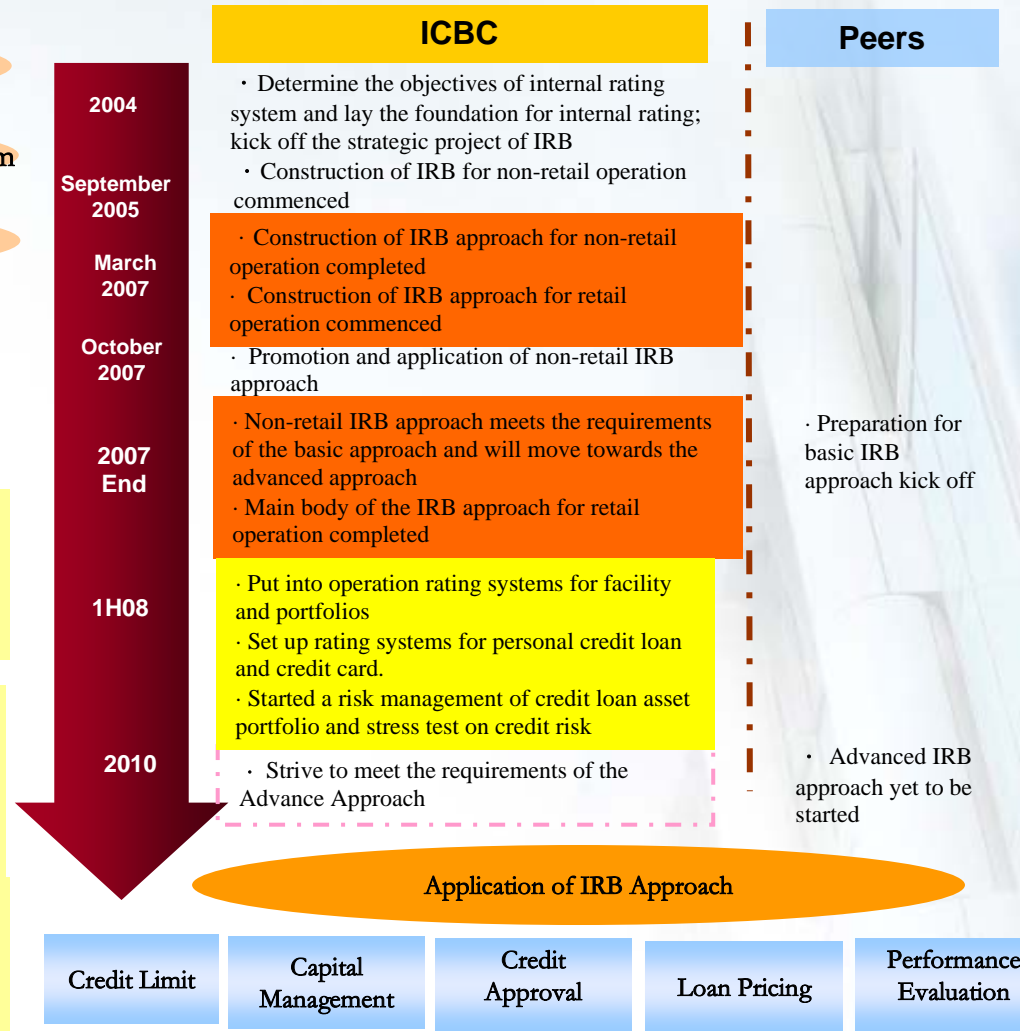 ICBC
Peers
m
2004
· Determine the objectives of internal rating
system and lay the foundation for internal rating;
kick off the strategic project of IRB
September
2005
· Construction of IRB for non-retail operation
commenced
March
2007
· Construction of IRB approach for non-retail
operation completed
· Construction of IRB approach for retail
operation commenced
October
2007
· Promotion and application of non-retail IRB
approach
2007
End
· Non-retail IRB approach meets the requirements
of the basic approach and will move towards the
advanced approach
· Main body of the IRB approach for retail
operation completed
· Preparation for
basic IRB
approach kick off
1H08
· Put into operation rating systems for facility
and portfolios
· Set up rating systems for personal credit loan
and credit card.
· Started a risk management of credit loan asset
portfolio and stress test on credit risk
2010
· Strive to meet the requirements of the
Advance Approach
· Advanced IRB
approach yet to be
started
Application of IRB Approach
Credit Limit
Capital
Management
Credit
Approval
Loan Pricing
Performance
Evaluation